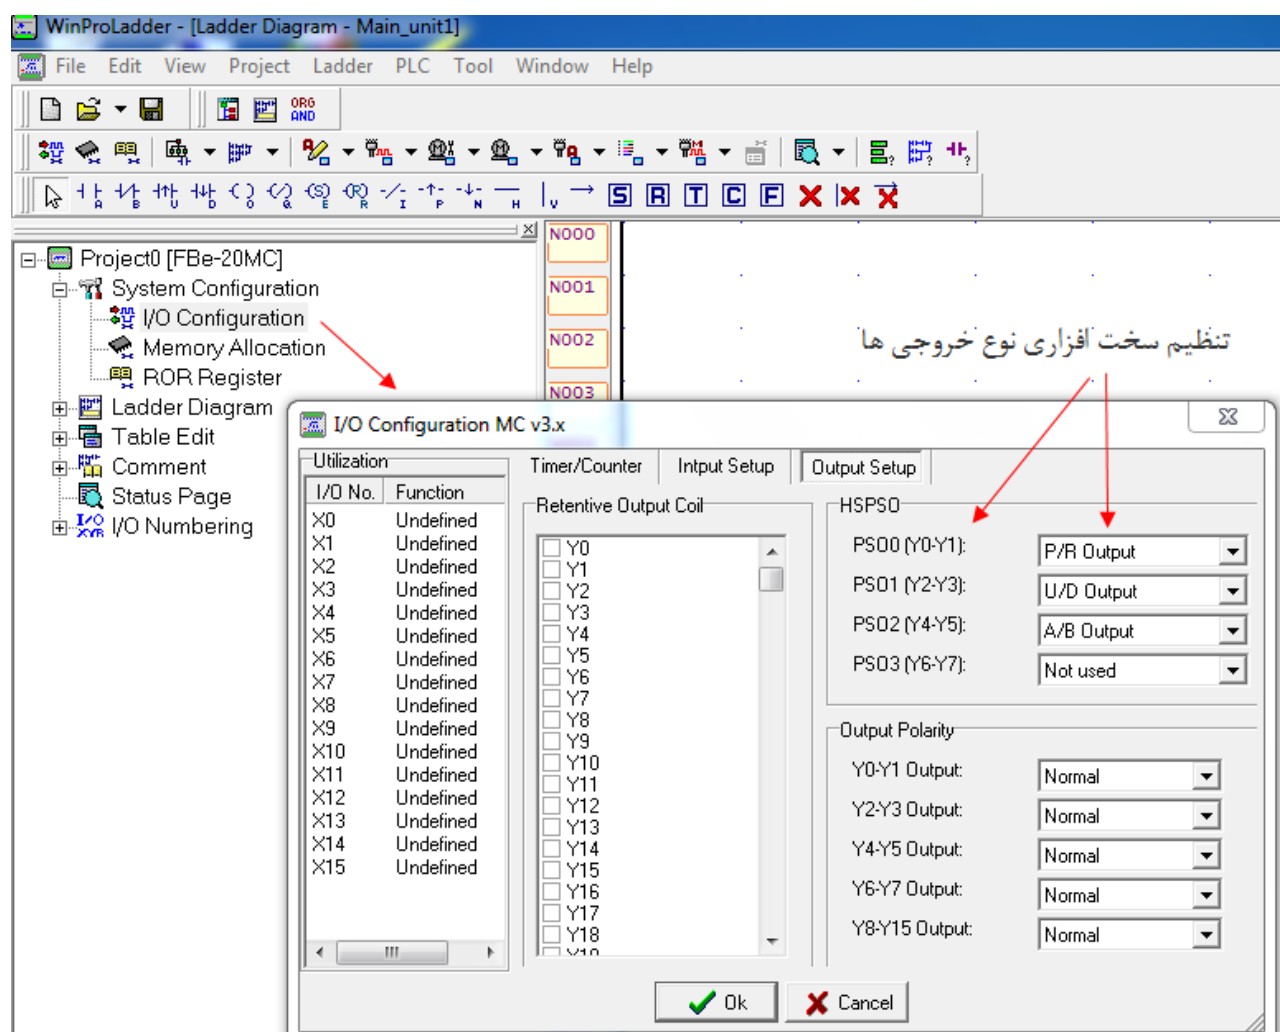 WinProLadder - [Ladder Diagram - Main_unit1]
File Edit View Project Ladder PLC Tool Window Help
ORG
AND
A B U D O Q E R I P N H V S R T C F
Project0 [FBe-20MC]
System Configuration
I/O Configuration
Memory Allocation
ROR Register
Ladder Diagram
Table Edit
Comment
Status Page
I/O Numbering
N000
N001
N002
N003
تنظیم سخت افزاری نوع خروجی ها
I/O Configuration MC v3.x
Utilization
I/O No. Function
X0 Undefined
X1 Undefined
X2 Undefined
X3 Undefined
X4 Undefined
X5 Undefined
X6 Undefined
X7 Undefined
X8 Undefined
X9 Undefined
X10 Undefined
X11 Undefined
X12 Undefined
X13 Undefined
X14 Undefined
X15 Undefined
Timer/Counter Intput Setup Output Setup
Retentive Output Coil
Y0
Y1
Y2
Y3
Y4
Y5
Y6
Y7
Y8
Y9
Y10
Y11
Y12
Y13
Y14
Y15
Y16
Y17
Y18
Y19
HSPSO
PSO0 (Y0-Y1): P/R Output
PSO1 (Y2-Y3): U/D Output
PSO2 (Y4-Y5): A/B Output
PSO3 (Y6-Y7): Not used
Output Polarity
Y0-Y1 Output: Normal
Y2-Y3 Output: Normal
Y4-Y5 Output: Normal
Y6-Y7 Output: Normal
Y8-Y15 Output: Normal
Ok Cancel